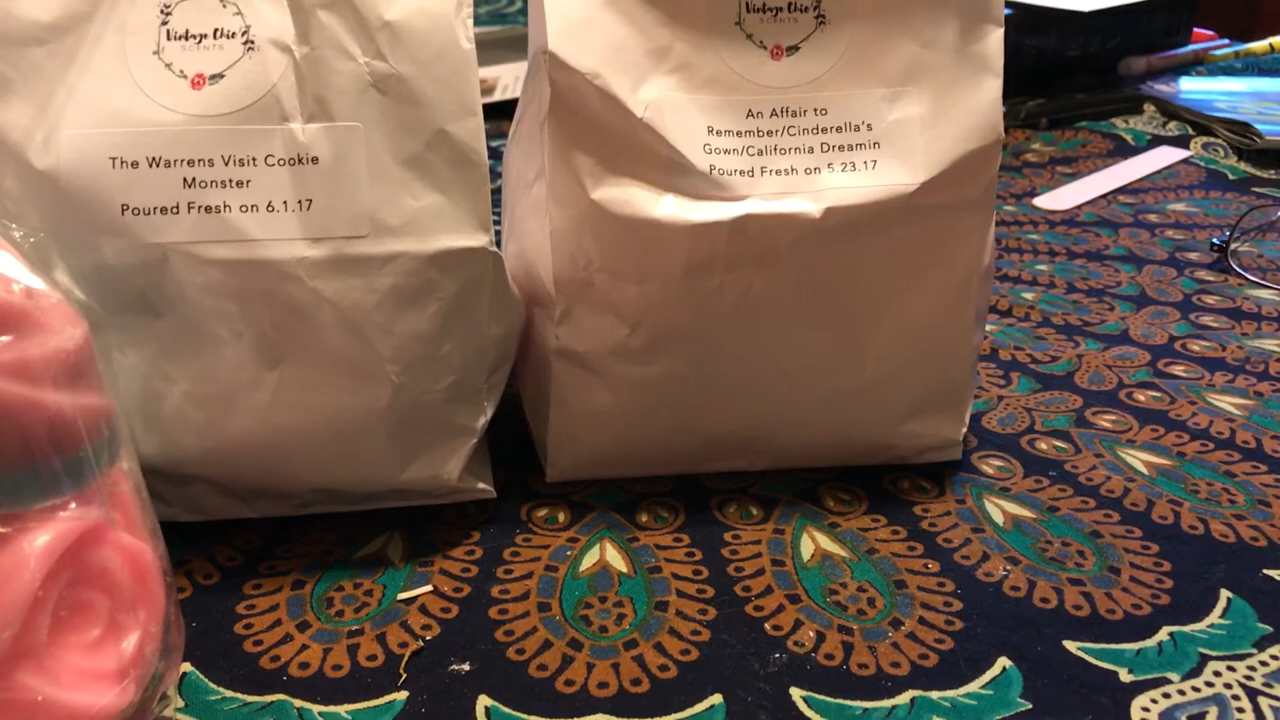 Vintage Chic
SCENTS
The Warrens Visit Cookie
Monster
Poured Fresh on 6.1.17
Vintage Chic
SCENTS
An Affair to
Remember/Cinderella's
Gown/California Dreamin
Poured Fresh on 5.23.17